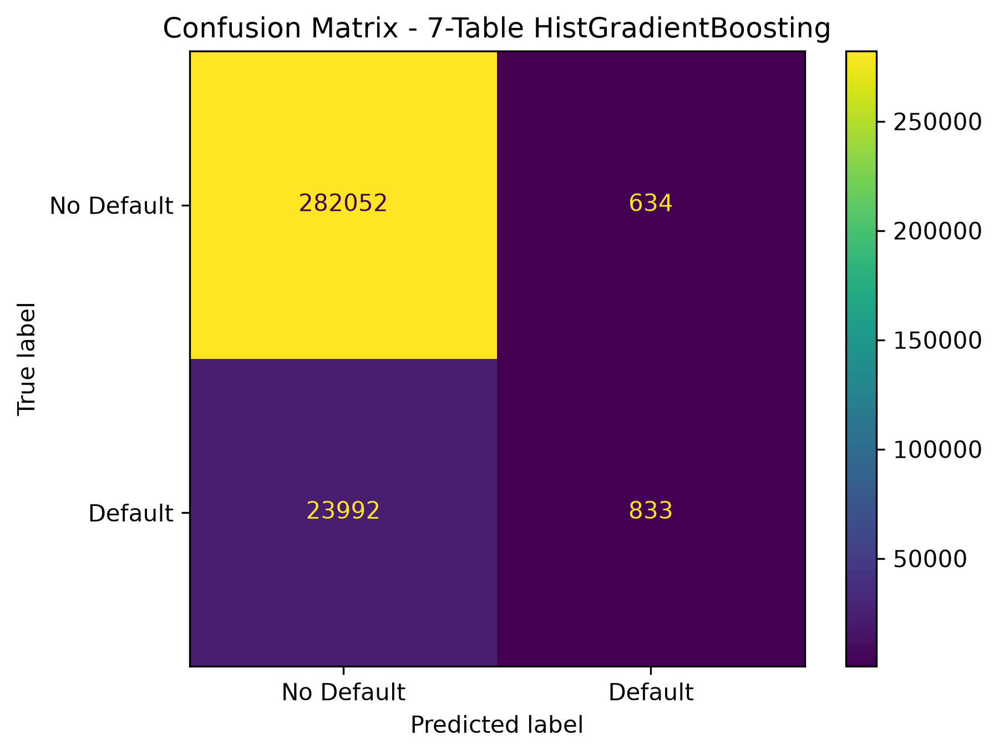 Confusion Matrix - 7-Table HistGradientBoosting
True label
No Default
Default
282052
634
23992
833
No Default
Default
Predicted label
250000
200000
150000
100000
50000